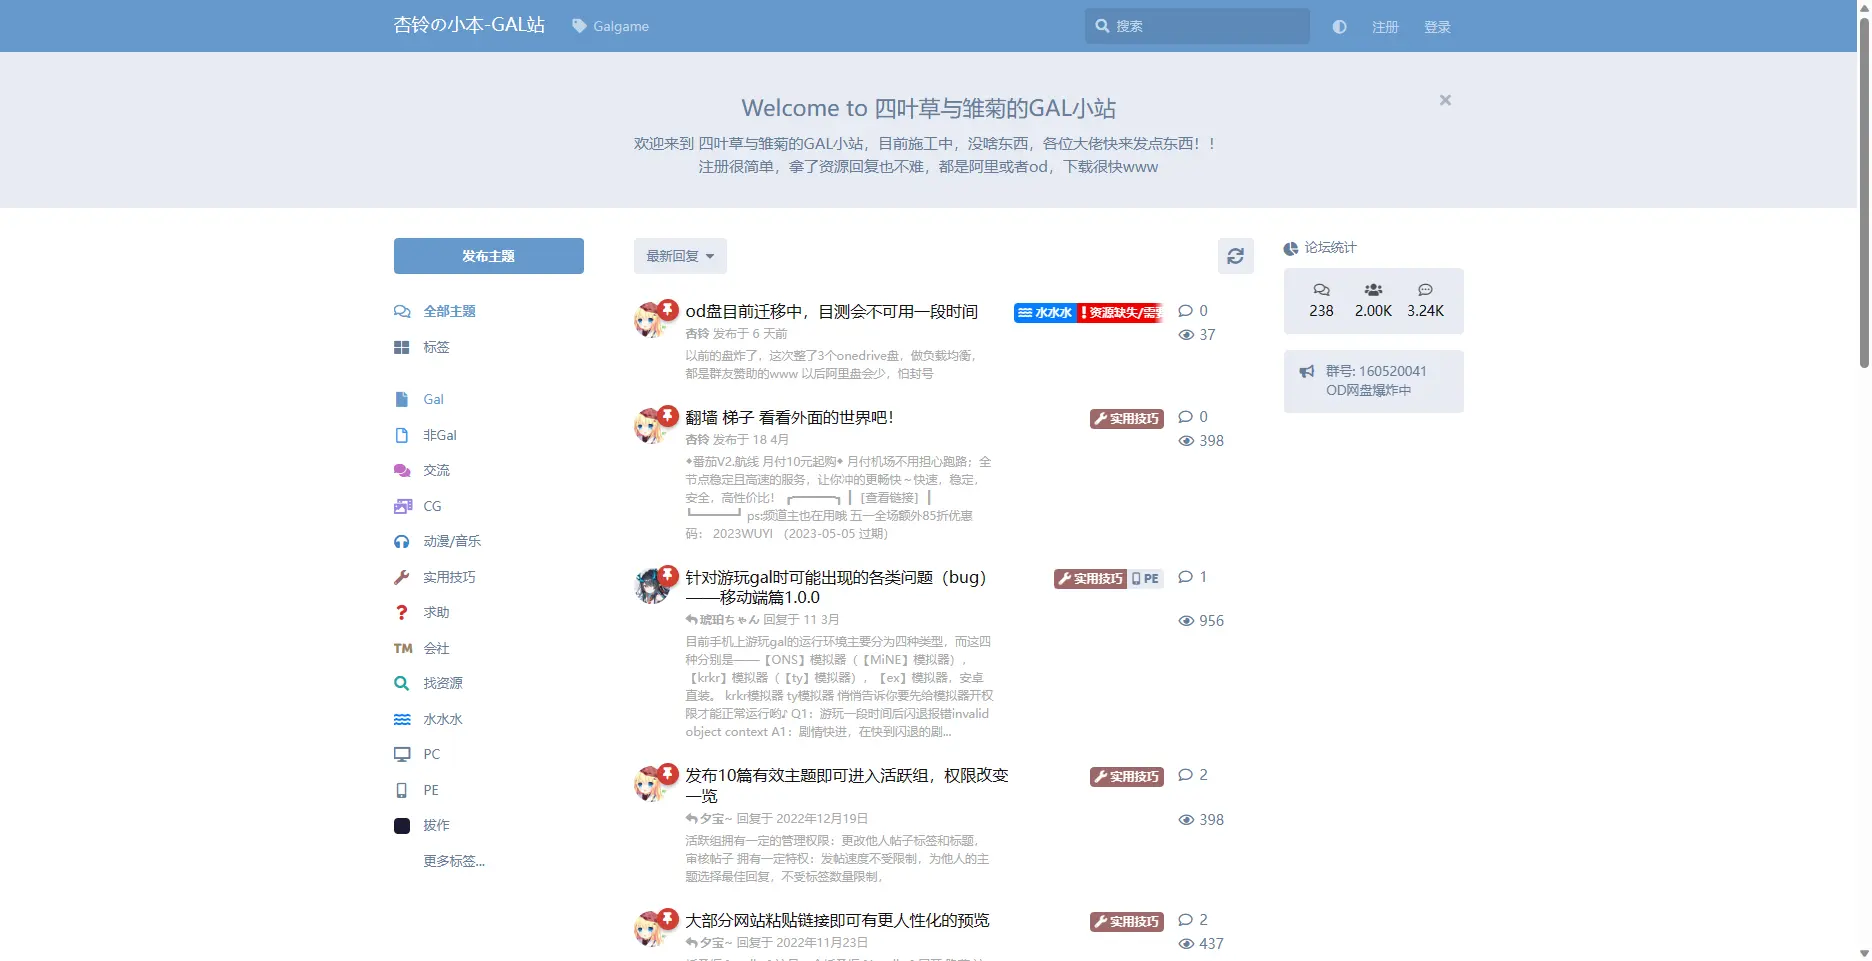 杏铃の小本-GAL站
Galgame
搜索
注册
登录
Welcome to 四叶草与雏菊的GAL小站
欢迎来到 四叶草与雏菊的GAL小站，目前施工中，没啥东西，各位大佬快来发点东西！！
注册很简单，拿了资源回复也不难，都是阿里或者od，下载很快www
发布主题
全部主题
标签
Gal
非Gal
交流
CG
动漫/音乐
实用技巧
求助
TM 会社
找资源
水水水
PC
PE
拔作
更多标签...
最新回复
od盘目前迁移中，目测会不可用一段时间
水水水
资源缺失/需
0
杏铃 发布于 6 天前
37
以前的盘炸了，这次整了3个onedrive盘，做负载均衡，
都是群友赞助的www 以后阿里盘会少，怕封号
翻墙 梯子 看看外面的世界吧！
实用技巧
0
杏铃 发布于 18 4月
398
*番茄V2.航线 月付10元起购* 月付机场不用担心跑路；全
节点稳定且高速的服务，让你冲的更畅快～快速，稳定，
安全，高性价比！ ┏━━━━┓ ┃ [查看链接] ┃
┗━━━━┛ ps:频道主也在用哦 五一全场额外85折优惠
码： 2023WUYI （2023-05-05 过期）
针对游玩gal时可能出现的各类问题（bug）
——移动端篇1.0.0
实用技巧
PE
1
琥珀ちゃん 回复于 11 3月
956
目前手机上游玩gal的运行环境主要分为四种类型，而这四
种分别是——【ONS】模拟器（【MiNE】模拟器），
【krkr】模拟器（【ty】模拟器），【ex】模拟器，安卓
直装。 krkr模拟器 ty模拟器 悄悄告诉你要先给模拟器开权
限才能正常运行哟♪ Q1：游玩一段时间后闪退报错invalid
object context A1：剧情快进，在快到闪退的剧...
发布10篇有效主题即可进入活跃组，权限改变
一览
实用技巧
2
夕宝~ 回复于 2022年12月19日
398
活跃组拥有一定的管理权限：更改他人帖子标签和标题，
审核帖子 拥有一定特权：发帖速度不受限制，为他人的主
题选择最佳回复，不受标签数量限制，
大部分网站粘贴链接即可有更人性化的预览
实用技巧
2
夕宝~ 回复于 2022年11月23日
437
论坛统计
238
2.00K
3.24K
群号: 160520041
OD网盘爆炸中